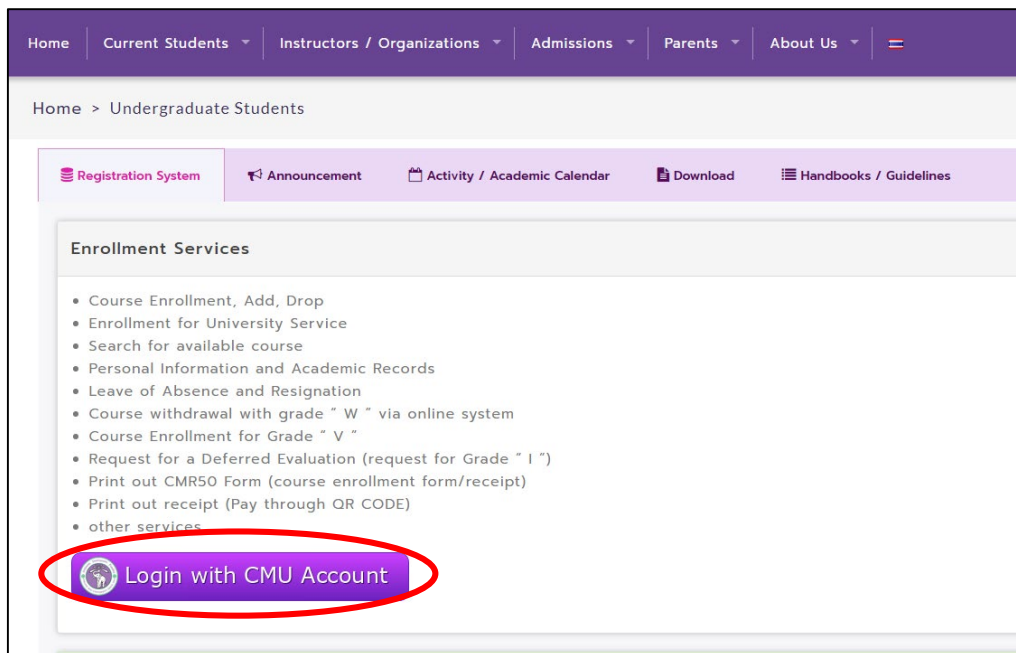 Home Current Students Instructors / Organizations Admissions Parents About Us
Home > Undergraduate Students
Registration System Announcement Activity / Academic Calendar Download Handbooks / Guidelines
Enrollment Services
• Course Enrollment, Add, Drop
• Enrollment for University Service
• Search for available course
• Personal Information and Academic Records
• Leave of Absence and Resignation
• Course withdrawal with grade " W " via online system
• Course Enrollment for Grade " V "
• Request for a Deferred Evaluation (request for Grade " I ")
• Print out CMR50 Form (course enrollment form/receipt)
• Print out receipt (Pay through QR CODE)
• other services
Login with CMU Account